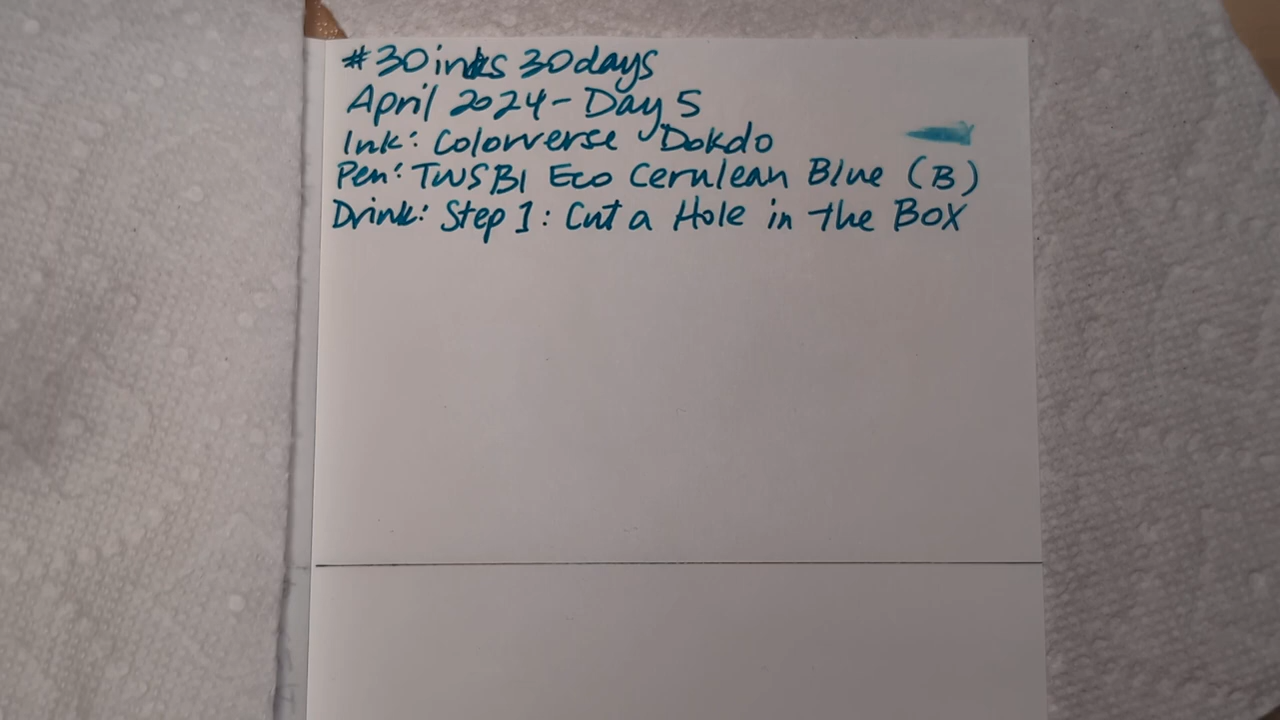 #30inks30days
April 2024 - Day 5
Ink: Colorverse Dokdo
Pen: TWSBI Eco Cerulean Blue (B)
Drink: Step 1: Cut a Hole in the Box